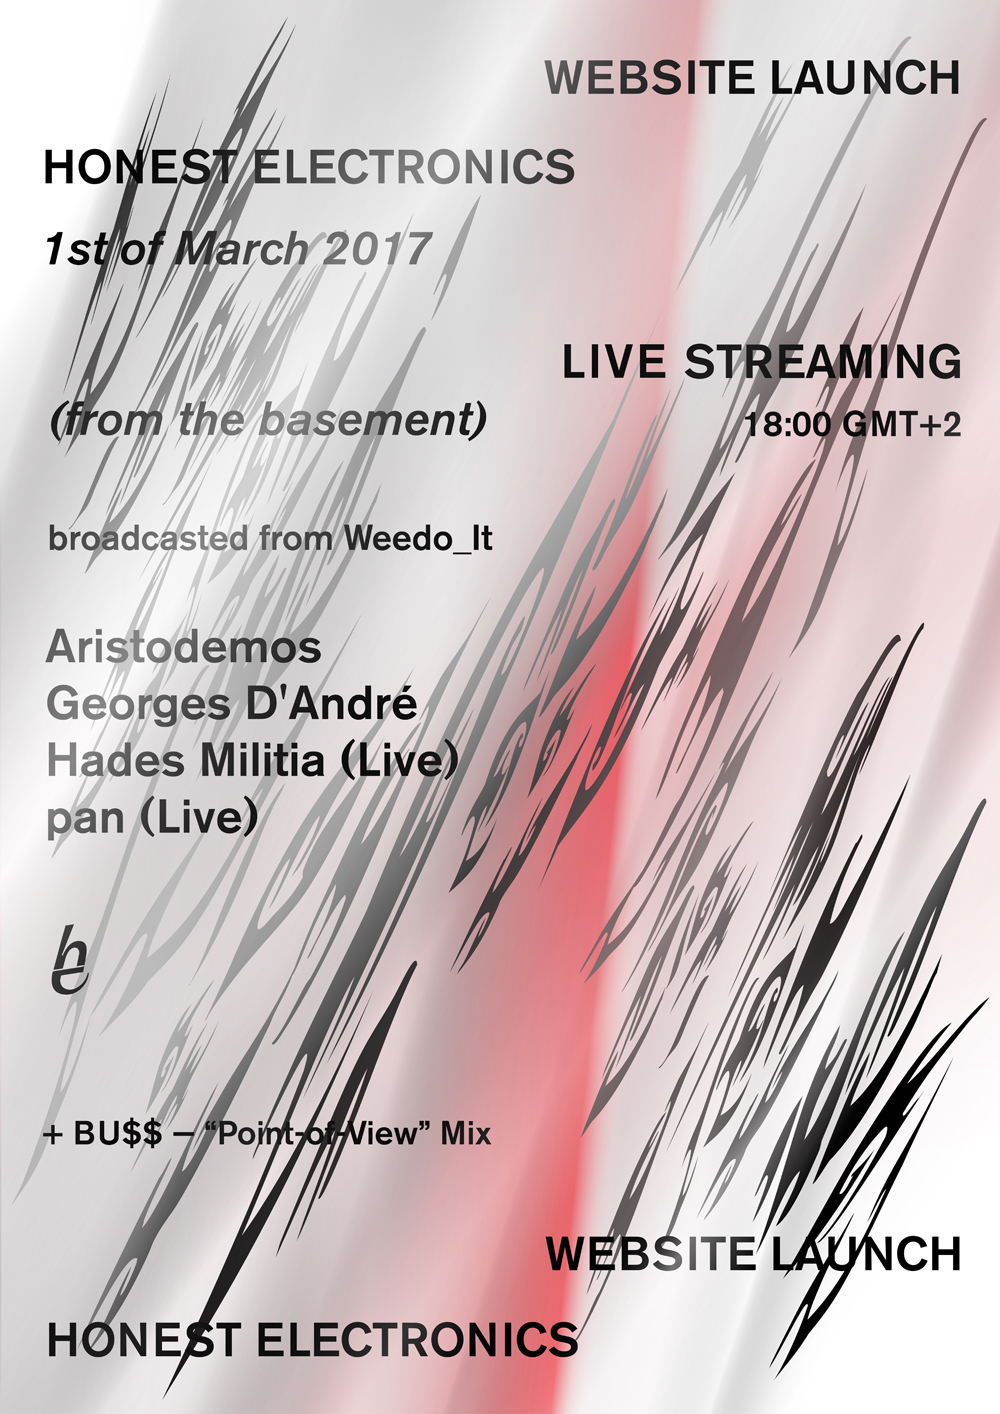 WEBSITE LAUNCH
HONEST ELECTRONICS
1st of March 2017
LIVE STREAMING
18:00 GMT+2
(from the basement)
broadcasted from Weedo_It
Aristodemos
Georges D'André
Hades Militia (Live)
pan (Live)
he
+ BU$$ – “Point-of-View” Mix
WEBSITE LAUNCH
HONEST ELECTRONICS